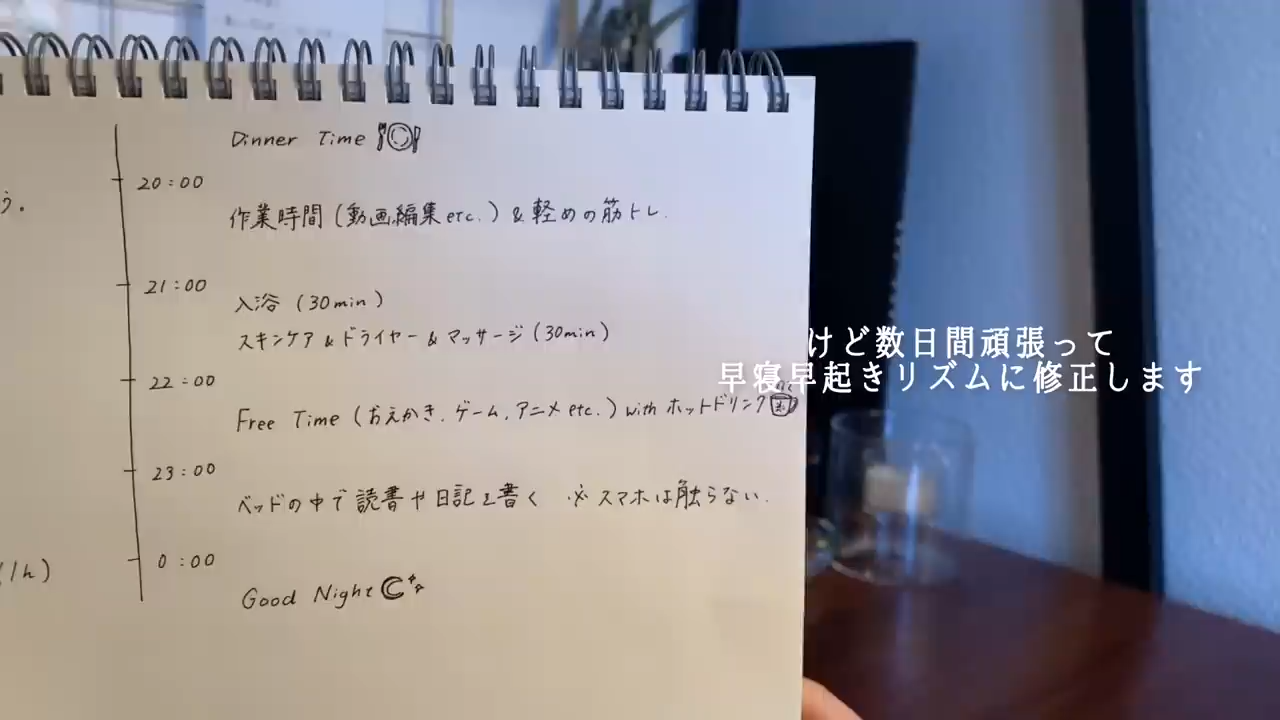 Dinner Time
20:00
う。
作業時間(動画編集etc.)&軽めの筋トレ.
21:00
入浴(30min)
スキンケア&ドライヤー&マッサージ(30min)
けど数日間頑張って
早寝早起きリズムに修正します
22:00
Free Time(おえかき.ゲーム.アニメetc.)with ホットドリンク
23:00
ベッドの中で読書や日記を書く ※スマホは触らない.
0:00
(1h)
Good Night